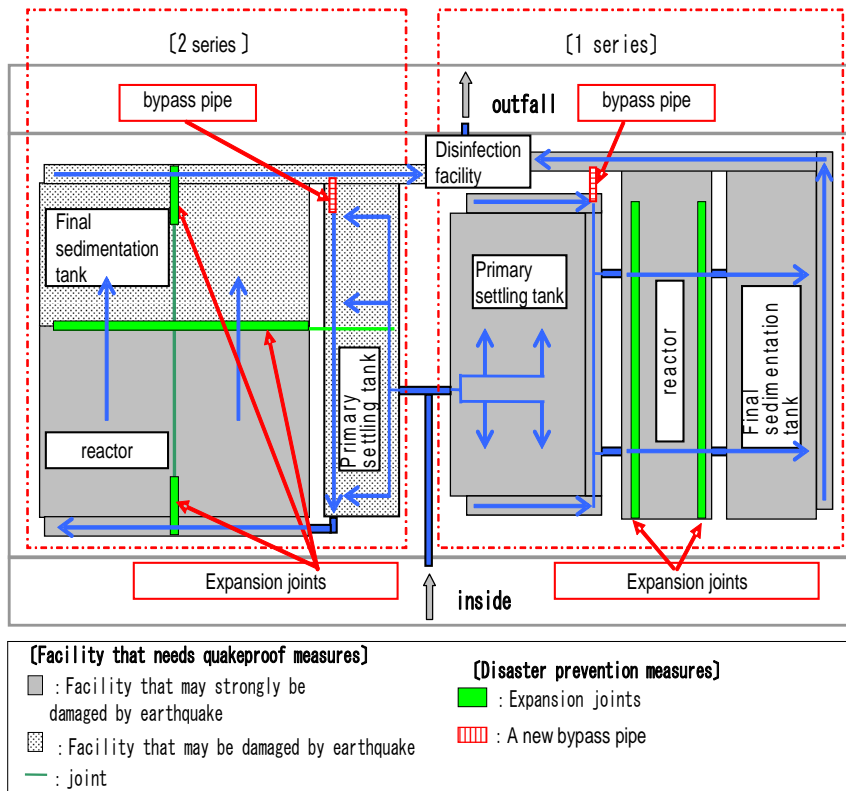 〔2 series〕
〔1 series〕
bypass pipe
outfall
bypass pipe
Disinfection
facility
Final
sedimentation
tank
Primary
settling tank
reactor
Primary
settling tank
reactor
Final
sedimentation
tank
Expansion joints
inside
Expansion joints
〔Facility that needs quakeproof measures〕
: Facility that may strongly be
damaged by earthquake
: Facility that may be damaged by earthquake
: joint
〔Disaster prevention measures〕
: Expansion joints
: A new bypass pipe